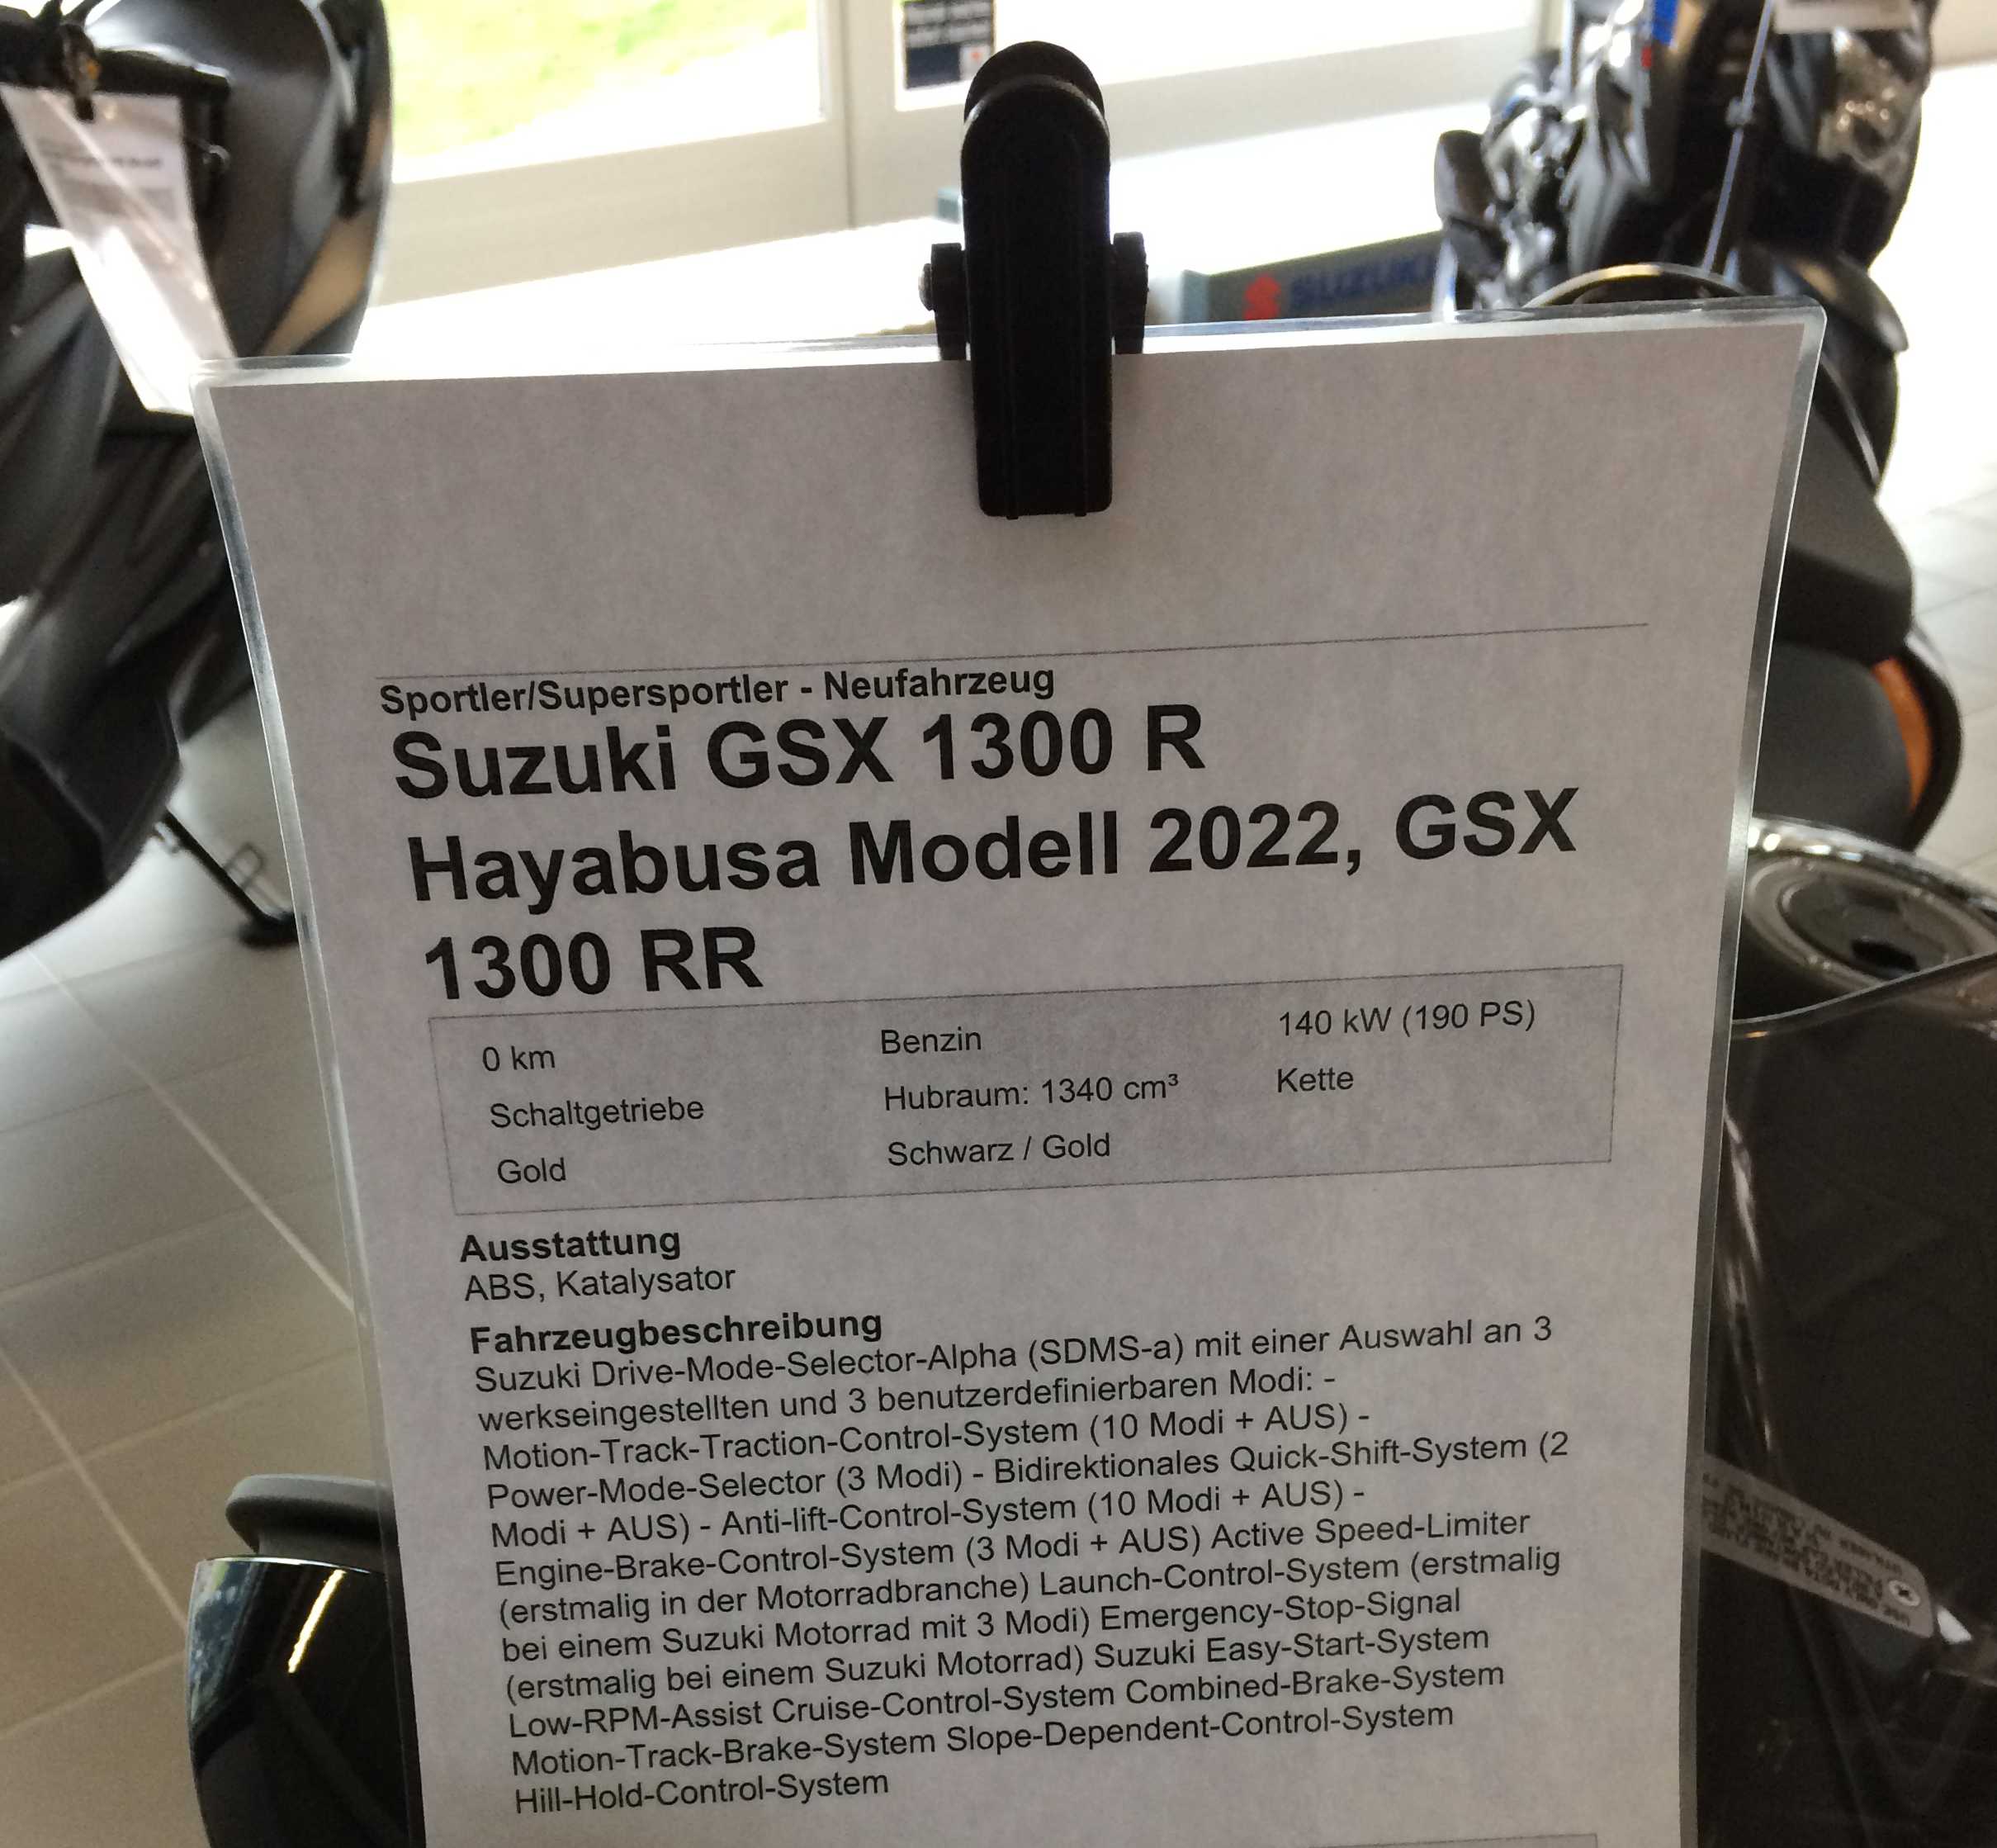 SUZUKI
Sportler/Supersportler - Neufahrzeug
Suzuki GSX 1300 R
Hayabusa Modell 2022, GSX
1300 RR
0 km Benzin 140 kW (190 PS)
Schaltgetriebe Hubraum: 1340 cm³ Kette
Gold Schwarz / Gold
Ausstattung
ABS, Katalysator
Fahrzeugbeschreibung
Suzuki Drive-Mode-Selector-Alpha (SDMS-a) mit einer Auswahl an 3
werkseingestellten und 3 benutzerdefinierbaren Modi: -
Motion-Track-Traction-Control-System (10 Modi + AUS) -
Power-Mode-Selector (3 Modi) - Bidirektionales Quick-Shift-System (2
Modi + AUS) - Anti-lift-Control-System (10 Modi + AUS) -
Engine-Brake-Control-System (3 Modi + AUS) Active Speed-Limiter
(erstmalig in der Motorradbranche) Launch-Control-System (erstmalig
bei einem Suzuki Motorrad mit 3 Modi) Emergency-Stop-Signal
(erstmalig bei einem Suzuki Motorrad) Suzuki Easy-Start-System
Low-RPM-Assist Cruise-Control-System Combined-Brake-System
Motion-Track-Brake-System Slope-Dependent-Control-System
Hill-Hold-Control-System